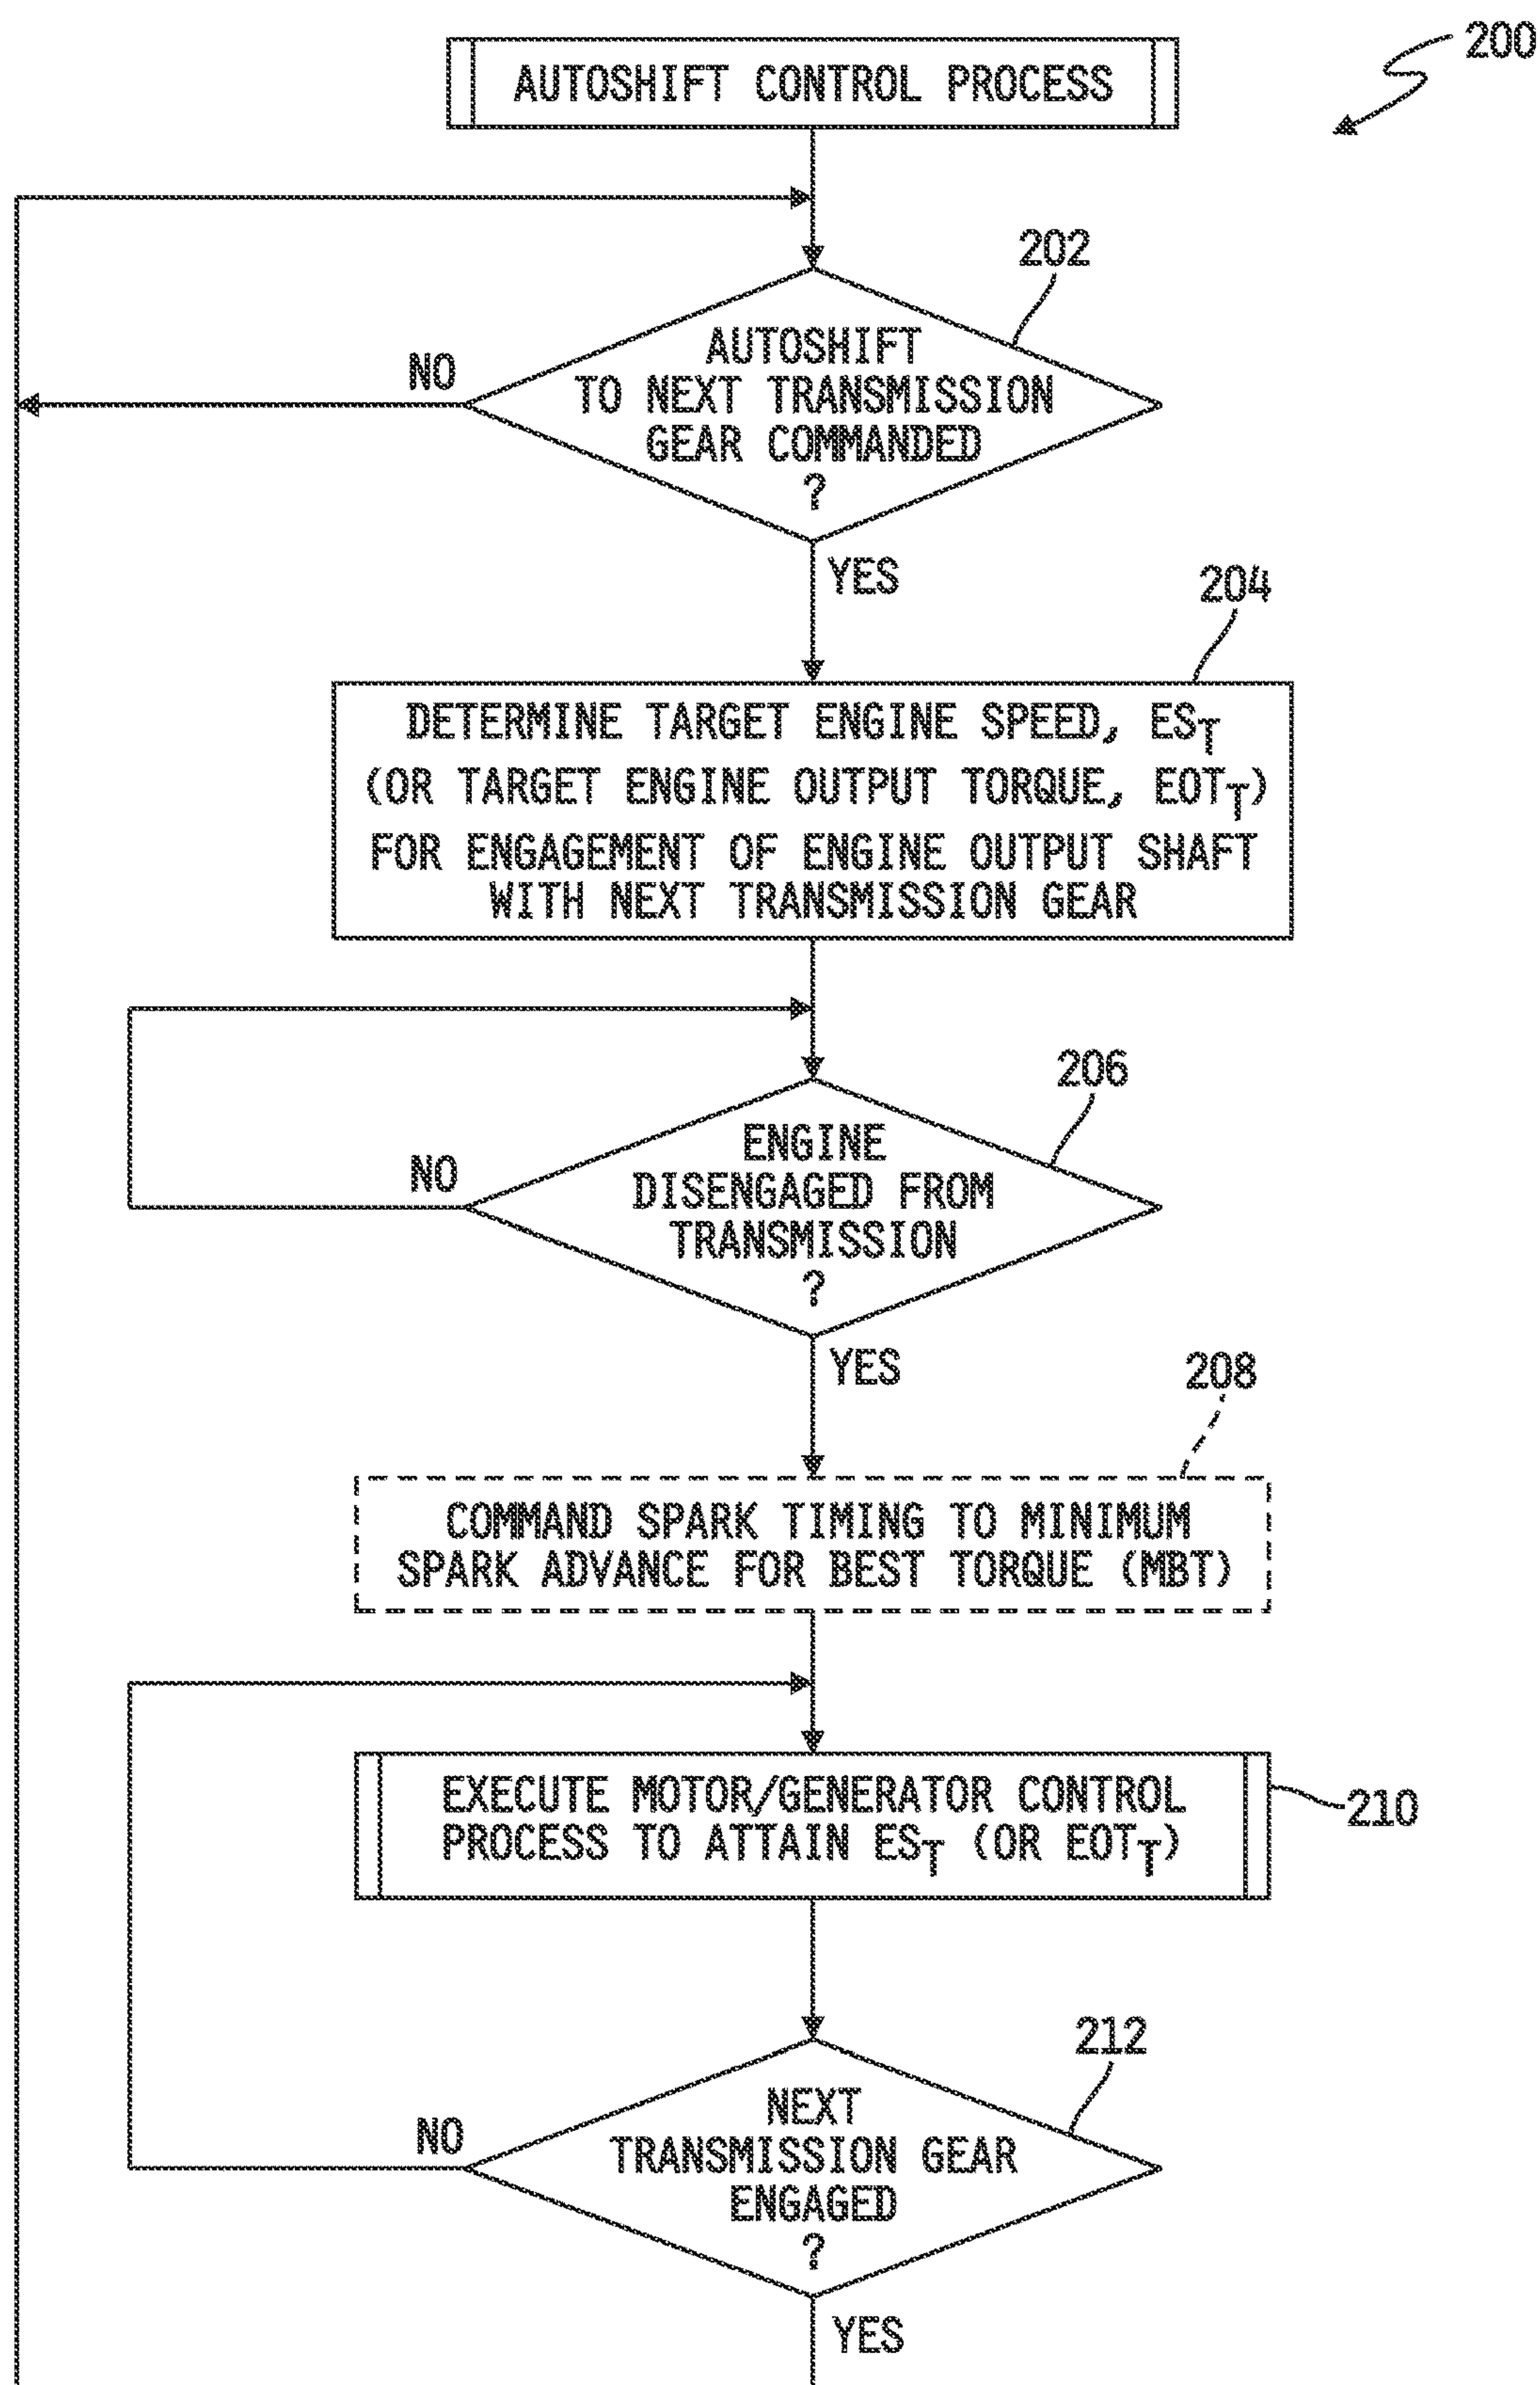 200
AUTOSHIFT CONTROL PROCESS
202
AUTOSHIFT
TO NEXT TRANSMISSION
GEAR COMMANDED
?
NO
YES
204
DETERMINE TARGET ENGINE SPEED, EST
(OR TARGET ENGINE OUTPUT TORQUE, EOTT)
FOR ENGAGEMENT OF ENGINE OUTPUT SHAFT
WITH NEXT TRANSMISSION GEAR
206
ENGINE
DISENGAGED FROM
TRANSMISSION
?
NO
YES
208
COMMAND SPARK TIMING TO MINIMUM
SPARK ADVANCE FOR BEST TORQUE (MBT)
EXECUTE MOTOR/GENERATOR CONTROL
PROCESS TO ATTAIN EST (OR EOTT)
210
212
NEXT
TRANSMISSION GEAR
ENGAGED
?
NO
YES